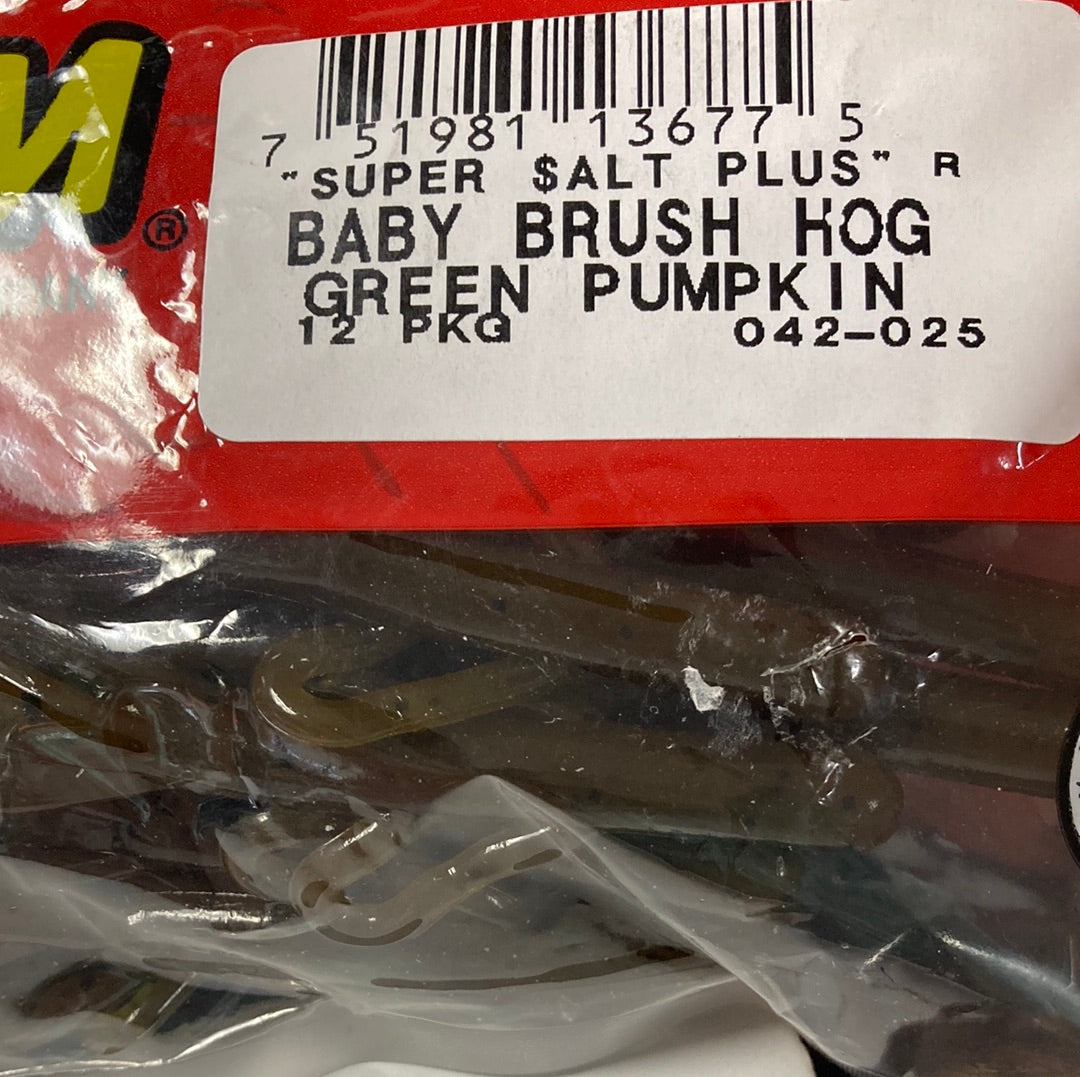 M®
7 51981 13677 5
"SUPER $ALT PLUS" R
BABY BRUSH HOG
GREEN PUMPKIN
12 PKG 042-025